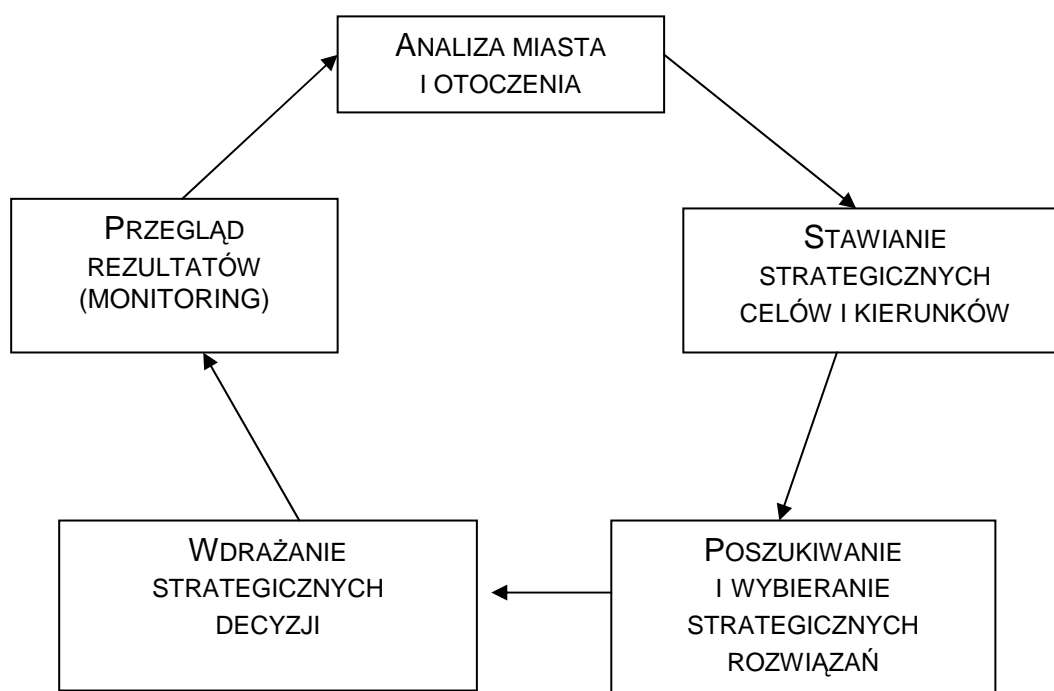 ANALIZA MIASTA
I OTOCZENIA
PRZEGLĄD
REZULTATÓW
(MONITORING)
STAWIANIE
STRATEGICZNYCH
CELÓW I KIERUNKÓW
WDRAŻANIE
STRATEGICZNYCH
DECYZJI
POSZUKIWANIE
I WYBIERANIE
STRATEGICZNYCH
ROZWIĄZAŃ